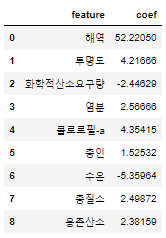 feature coef
0 해역 52.22050
1 투명도 4.21666
2 화학적산소요구량 -2.44629
3 염분 2.56666
4 클로로필-a 4.35415
5 총인 1.52532
6 수온 -5.35964
7 총질소 2.49872
8 용존산소 2.38159